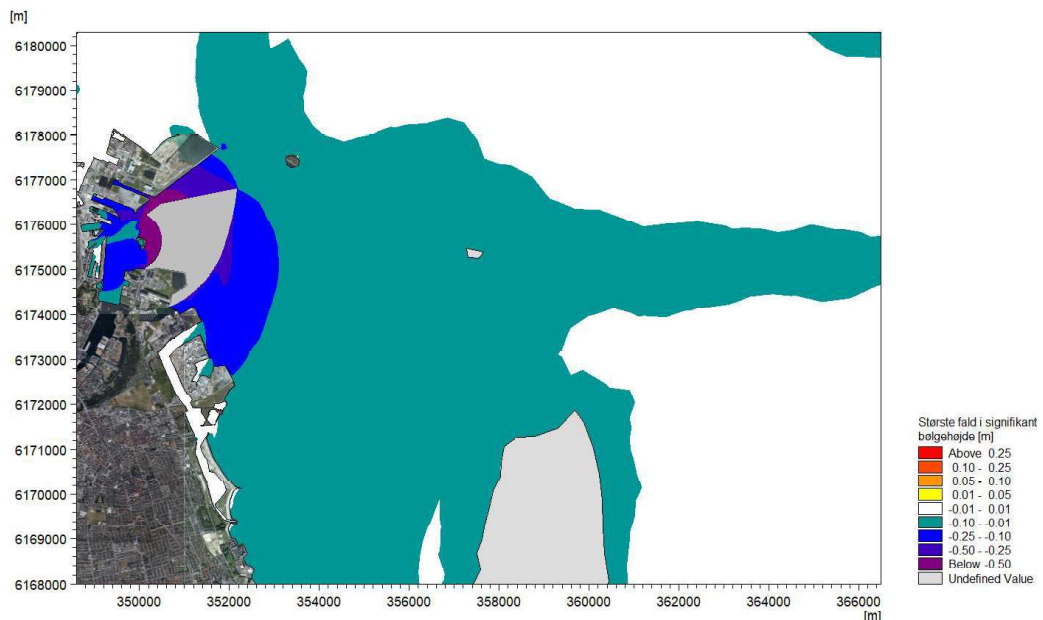 [m]
6180000
6179000
6178000
6177000
6176000
6175000
6174000
6173000
6172000
6171000
6170000
6169000
6168000
350000 352000 354000 356000 358000 360000 362000 364000 366000
[m]
Største fald i signifikant
bølgehøjde [m]
Above 0.25
0.10 - 0.25
0.05 - 0.10
0.01 - 0.05
-0.01 - 0.01
-0.10 - -0.01
-0.25 - -0.10
-0.50 - -0.25
Below -0.50
Undefined Value